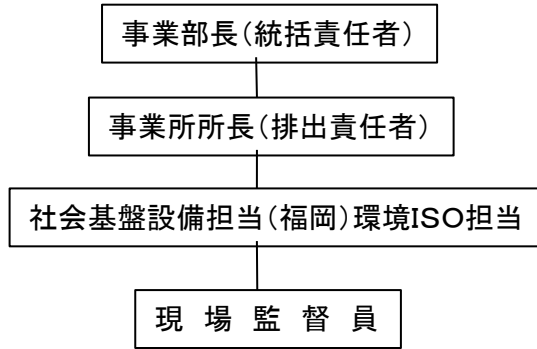 事業部長(統括責任者)
事業所所長(排出責任者)
社会基盤設備担当(福岡)環境ISO担当
現 場 監 督 員